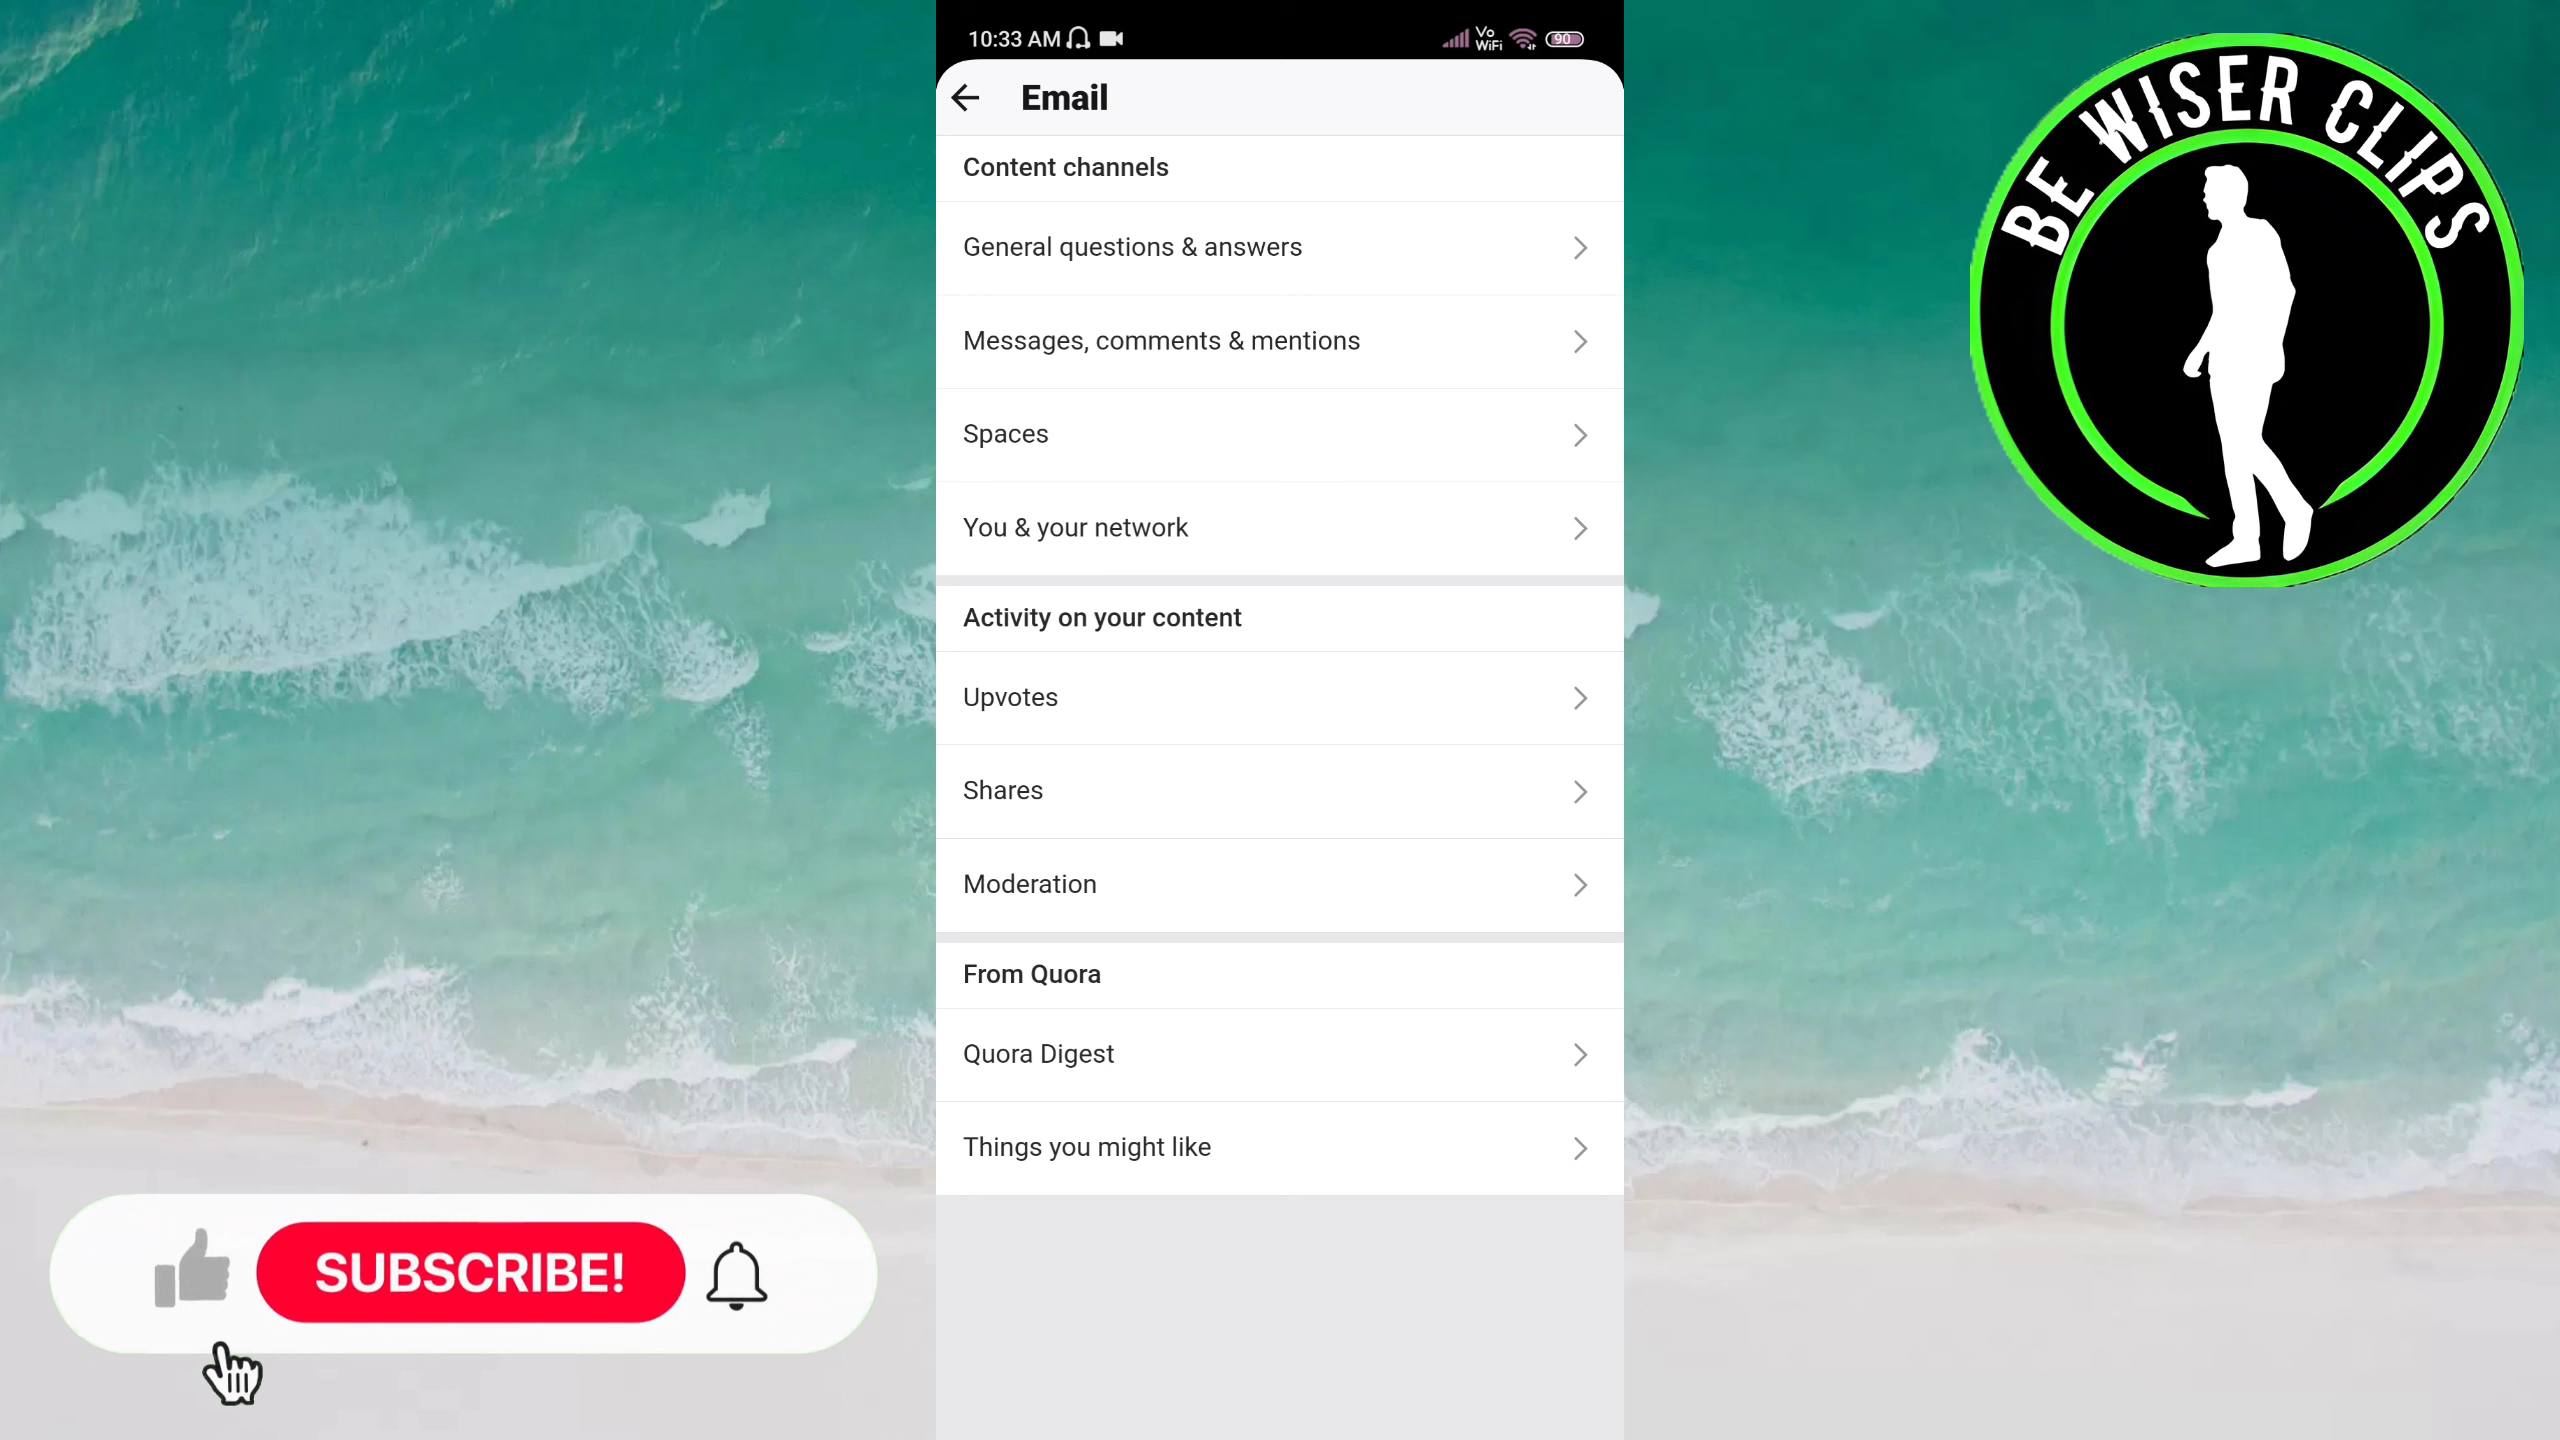 10:33 AM
Vo
WiFi
90
Email
Content channels
General questions & answers
Messages, comments & mentions
Spaces
You & your network
Activity on your content
Upvotes
Shares
Moderation
From Quora
Quora Digest
Things you might like
BE WISER CLIPS
SUBSCRIBE!